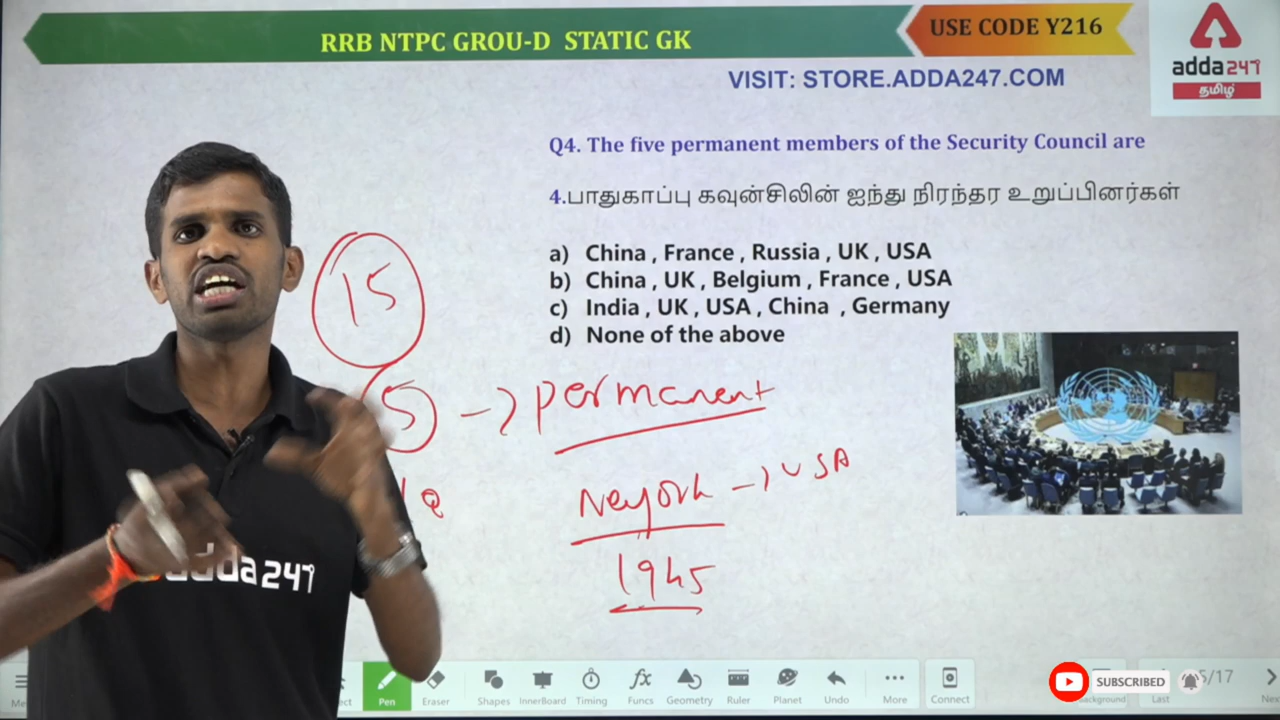 RRB NTPC GROU-D STATIC GK
USE CODE Y216
adda247
தமிழ்
VISIT: STORE.ADDA247.COM
Q4. The five permanent members of the Security Council are
4.பாதுகாப்பு கவுன்சிலின் ஐந்து நிரந்தர உறுப்பினர்கள்
a) China , France , Russia , UK , USA
b) China , UK , Belgium , France , USA
c) India , UK , USA , China , Germany
d) None of the above
15
5 → permanent
Neyork → USA
1945
adda247
Pen
Eraser
Shapes
InnerBoard
Timing
fx
Funcs
Geometry
Ruler
Planet
Undo
More
Connect
Background
Last
5/17
SUBSCRIBED